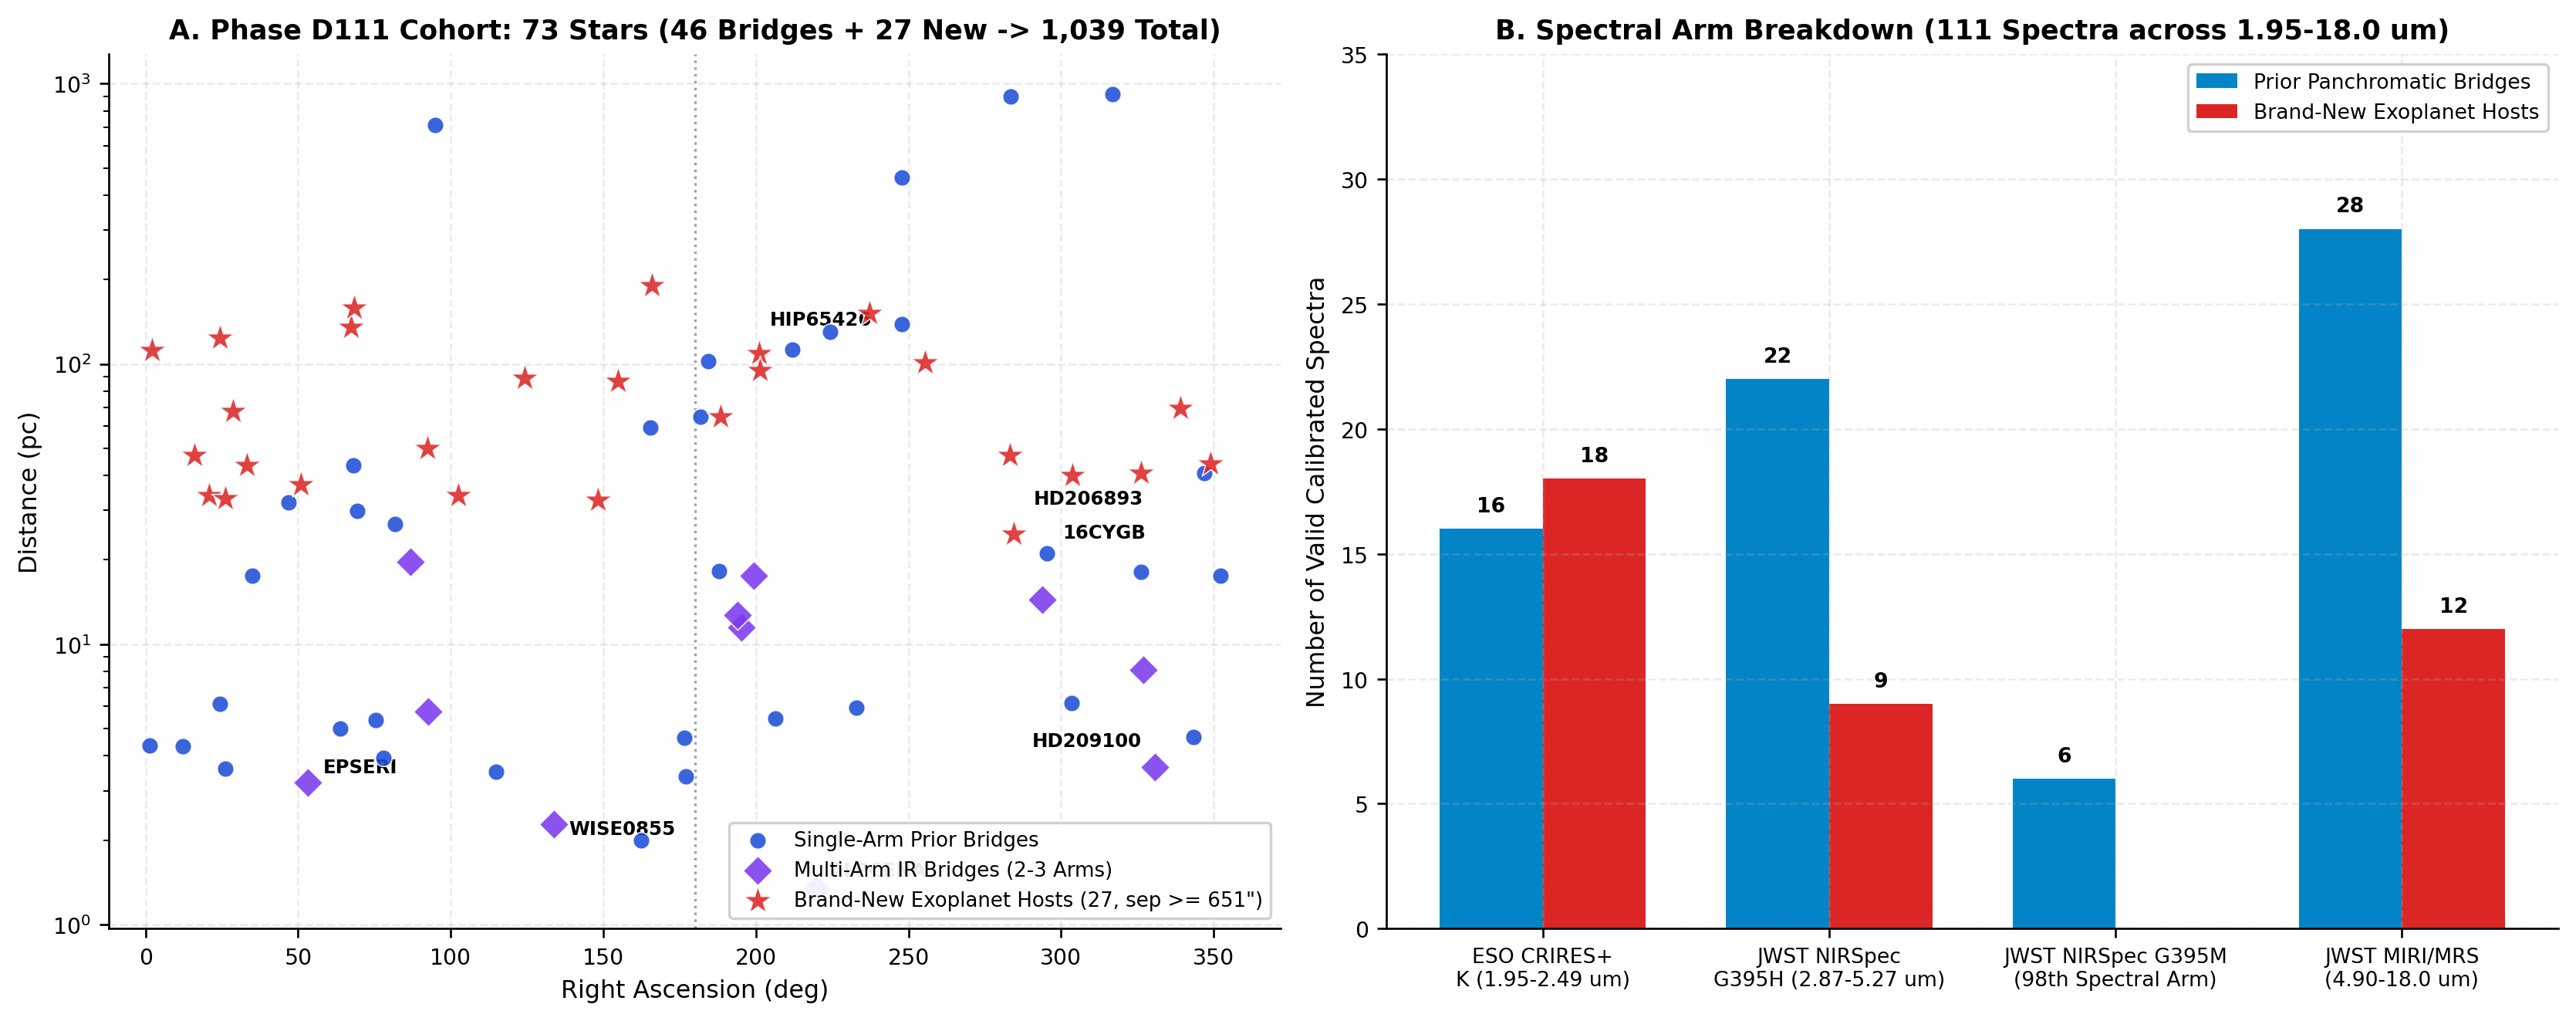 A. Phase D111 Cohort: 73 Stars (46 Bridges + 27 New -> 1,039 Total)
Distance (pc)
10³
10²
10¹
10⁰
HIP65426
HD206893
16CYGB
HD209100
EPSERI
WISE0855
Single-Arm Prior Bridges
Multi-Arm IR Bridges (2-3 Arms)
Brand-New Exoplanet Hosts (27, sep >= 651")
0 50 100 150 200 250 300 350
Right Ascension (deg)
B. Spectral Arm Breakdown (111 Spectra across 1.95-18.0 um)
Number of Valid Calibrated Spectra
35
30
25
20
15
10
5
0
Prior Panchromatic Bridges
Brand-New Exoplanet Hosts
16
18
22
9
6
28
12
ESO CRIRES+
K (1.95-2.49 um)
JWST NIRSpec
G395H (2.87-5.27 um)
JWST NIRSpec G395M
(98th Spectral Arm)
JWST MIRI/MRS
(4.90-18.0 um)